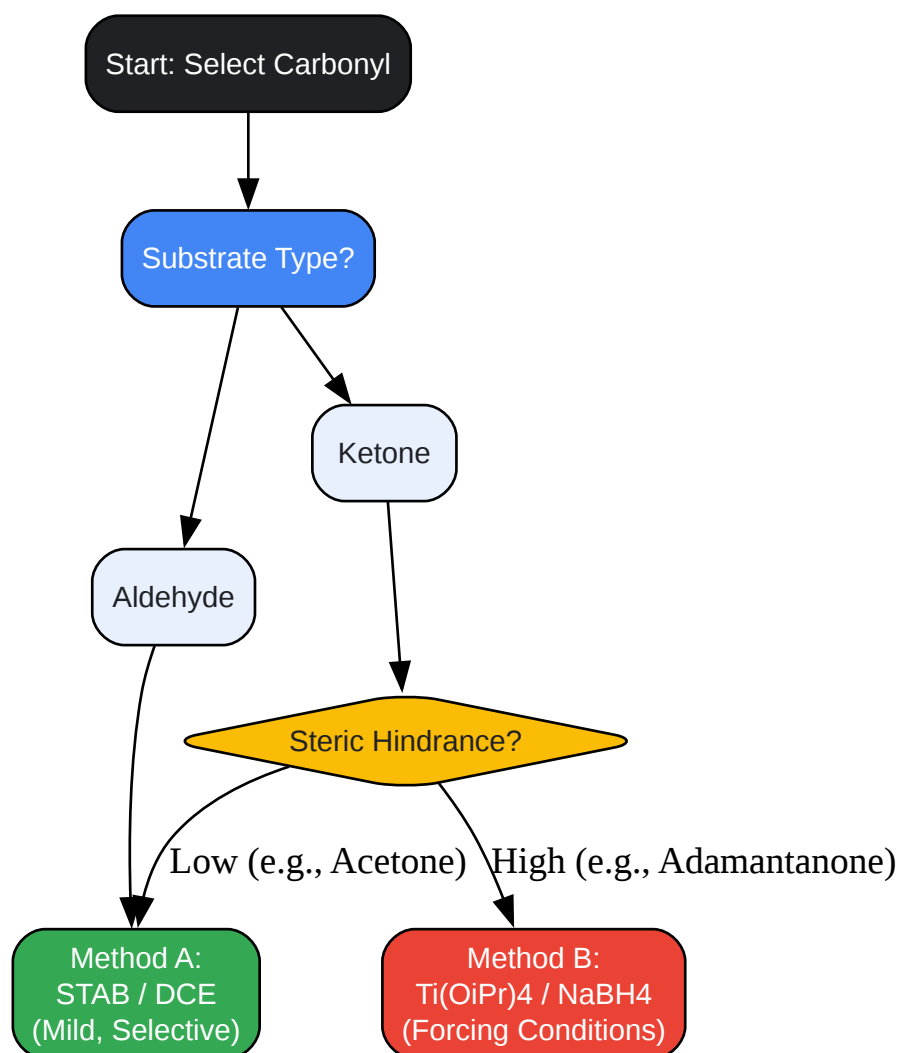 Start: Select Carbonyl
Substrate Type?
Ketone
Aldehyde
Steric Hindrance?
Low (e.g., Acetone)
High (e.g., Adamantanone)
Method A:
STAB / DCE
(Mild, Selective)
Method B:
Ti(OiPr)4 / NaBH4
(Forcing Conditions)